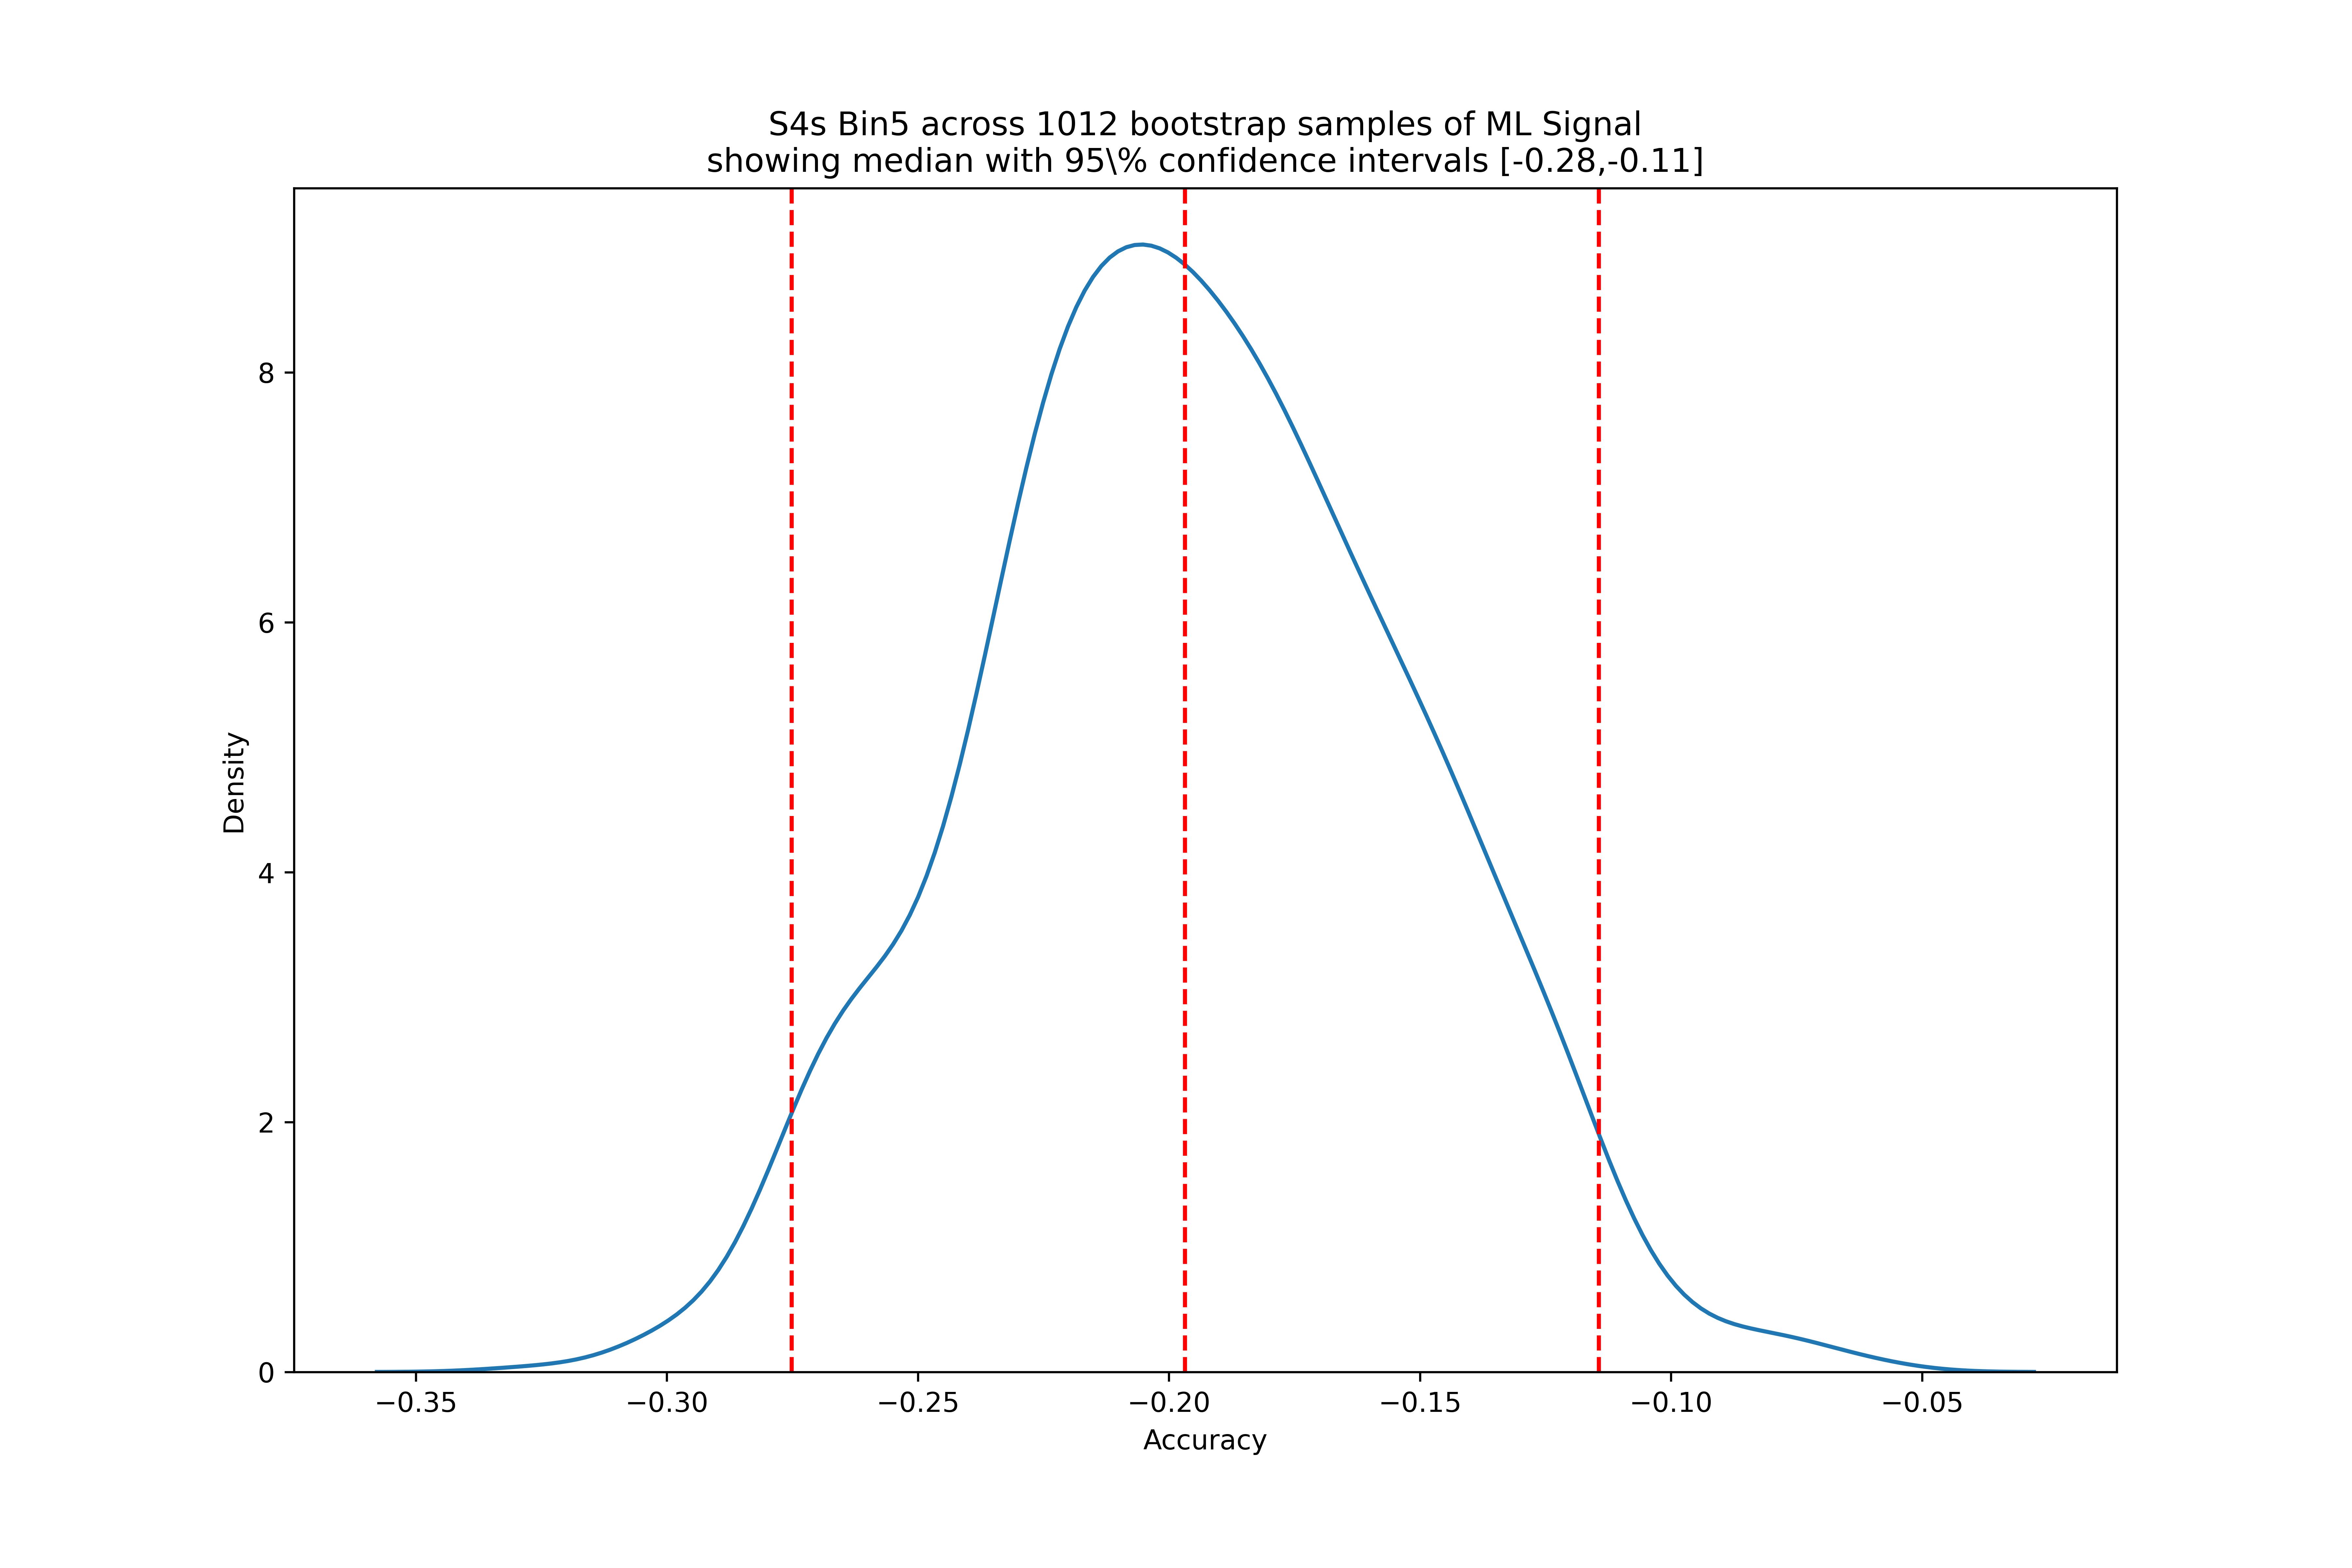 S4s Bin5 across 1012 bootstrap samples of ML Signal
showing median with 95\% confidence intervals [-0.28,-0.11]
Density
8
6
4
2
0
−0.35 −0.30 −0.25 −0.20 −0.15 −0.10 −0.05
Accuracy